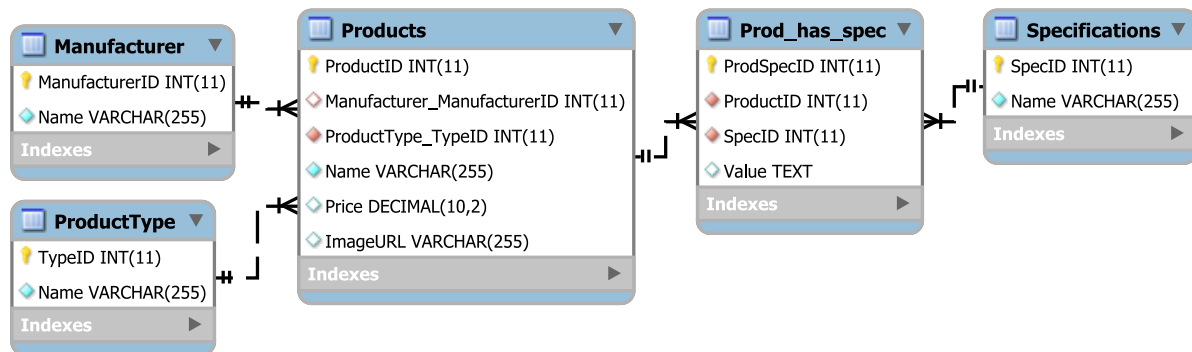 Manufacturer
ManufacturerID INT(11)
Name VARCHAR(255)
Indexes
ProductType
TypeID INT(11)
Name VARCHAR(255)
Indexes
Products
ProductID INT(11)
Manufacturer_ManufacturerID INT(11)
ProductType_TypeID INT(11)
Name VARCHAR(255)
Price DECIMAL(10,2)
ImageURL VARCHAR(255)
Indexes
Prod_has_spec
ProdSpecID INT(11)
ProductID INT(11)
SpecID INT(11)
Value TEXT
Indexes
Specifications
SpecID INT(11)
Name VARCHAR(255)
Indexes